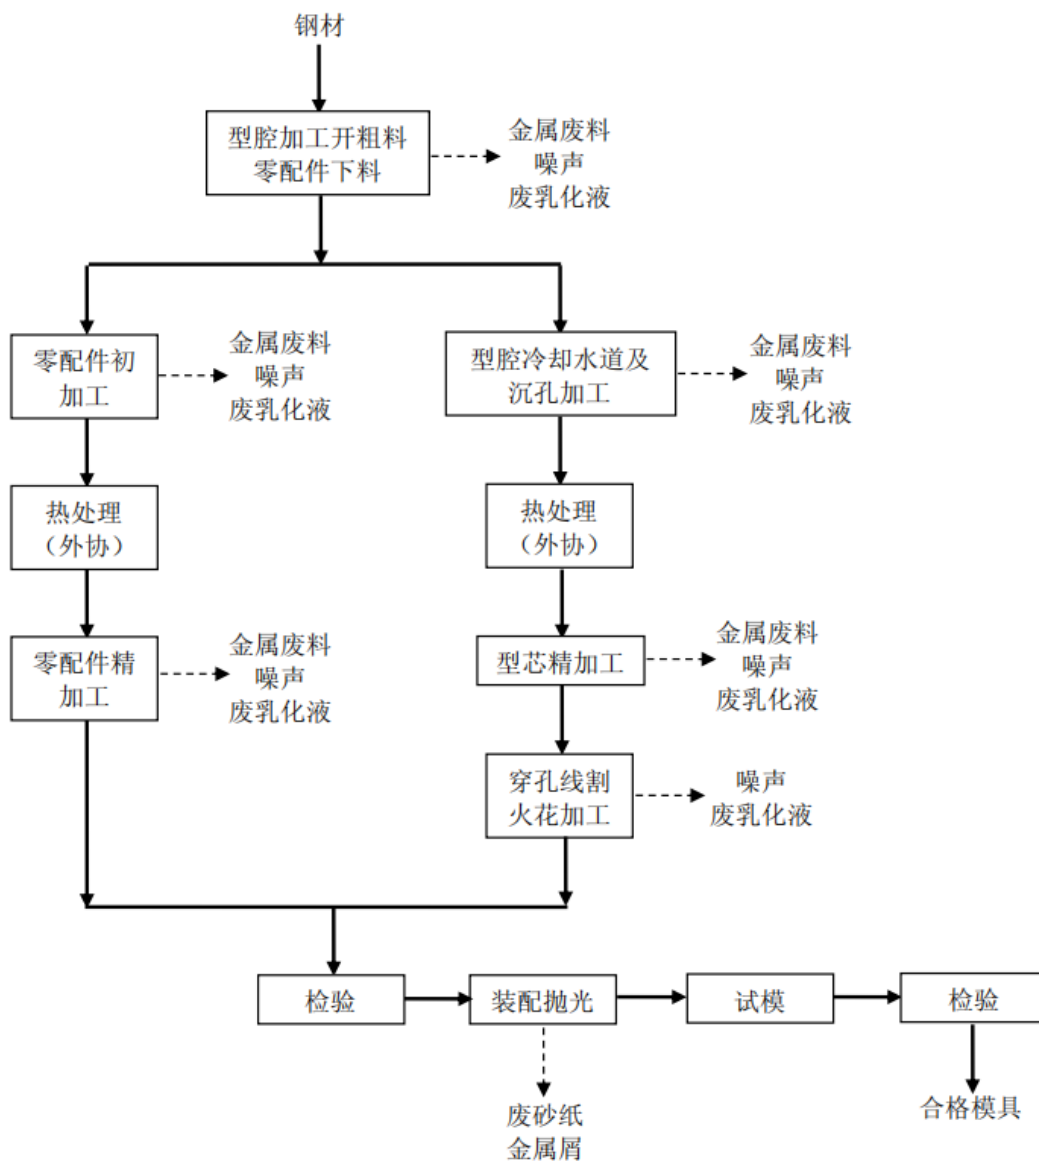 钢材
型腔加工开粗料
零配件下料
金属废料
噪声
废乳化液
零配件初
加工
金属废料
噪声
废乳化液
型腔冷却水道及
沉孔加工
金属废料
噪声
废乳化液
热处理
（外协）
热处理
（外协）
零配件精
加工
金属废料
噪声
废乳化液
型芯精加工
金属废料
噪声
废乳化液
穿孔线割
火花加工
噪声
废乳化液
检验
装配抛光
试模
检验
废砂纸
金属屑
合格模具